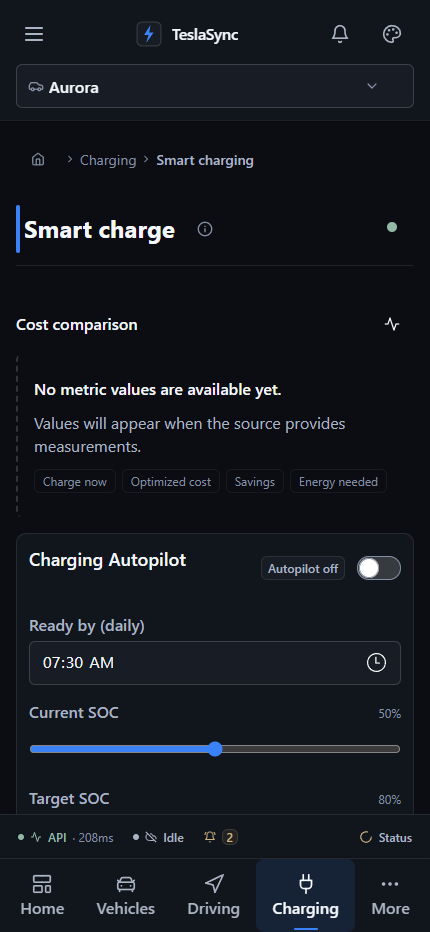 TeslaSync
Aurora
Charging
Smart charging
Smart charge
Cost comparison
No metric values are available yet.
Values will appear when the source provides
measurements.
Charge now
Optimized cost
Savings
Energy needed
Charging Autopilot
Autopilot off
Ready by (daily)
07:30 AM
Current SOC
50%
Target SOC
80%
API · 208ms
Idle
2
Status
Home
Vehicles
Driving
Charging
More